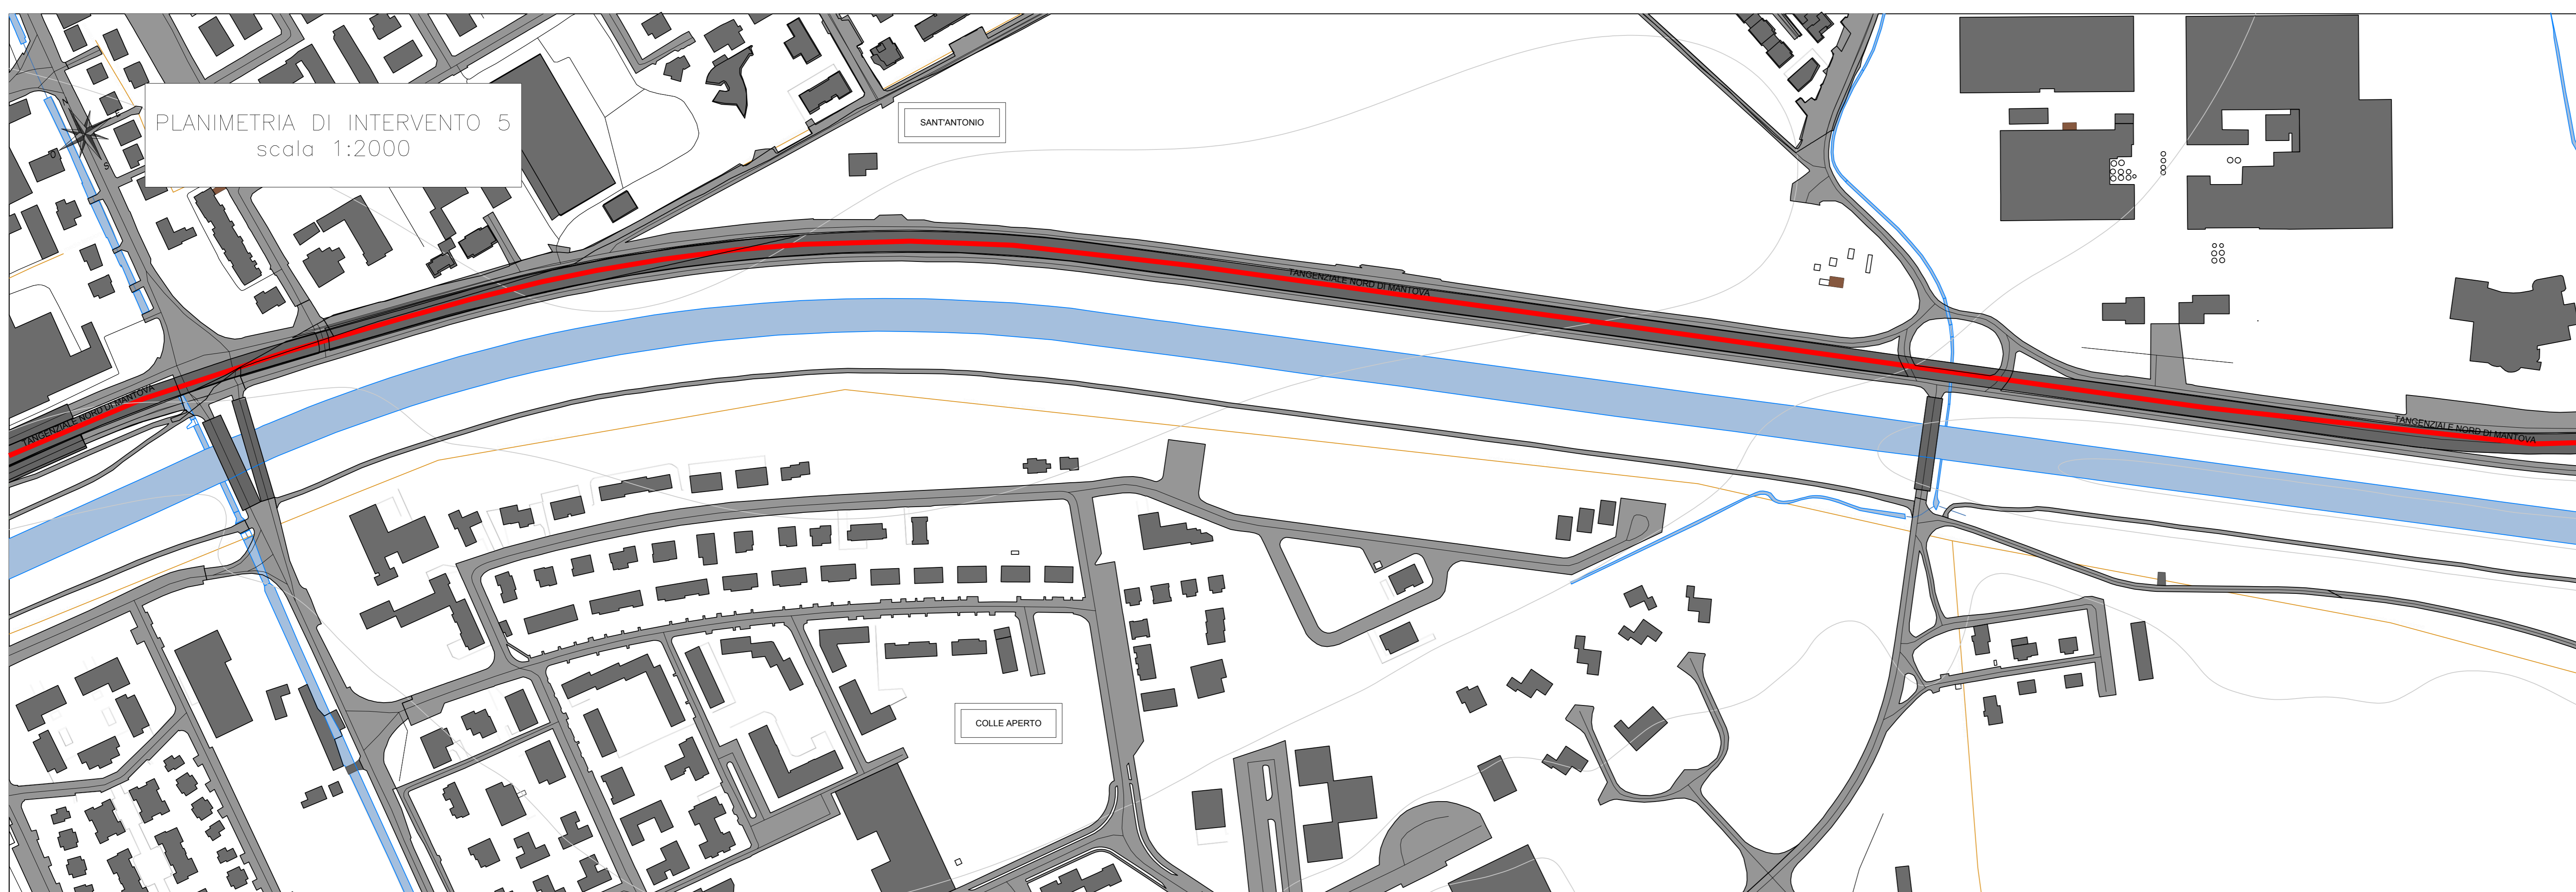 PLANIMETRIA DI INTERVENTO 5
scala 1:2000
N
O
S
SANT'ANTONIO
TANGENZIALE NORD DI MANTOVA
TANGENZIALE NORD DI MANTOVA
TANGENZIALE NORD DI MANTOVA
COLLE APERTO